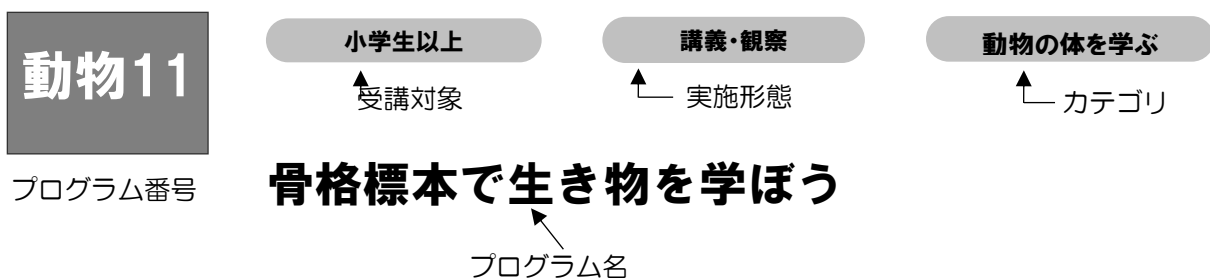 動物11
小学生以上
講義・観察
動物の体を学ぶ
受講対象
実施形態
カテゴリ
プログラム番号
骨格標本で生き物を学ぼう
プログラム名